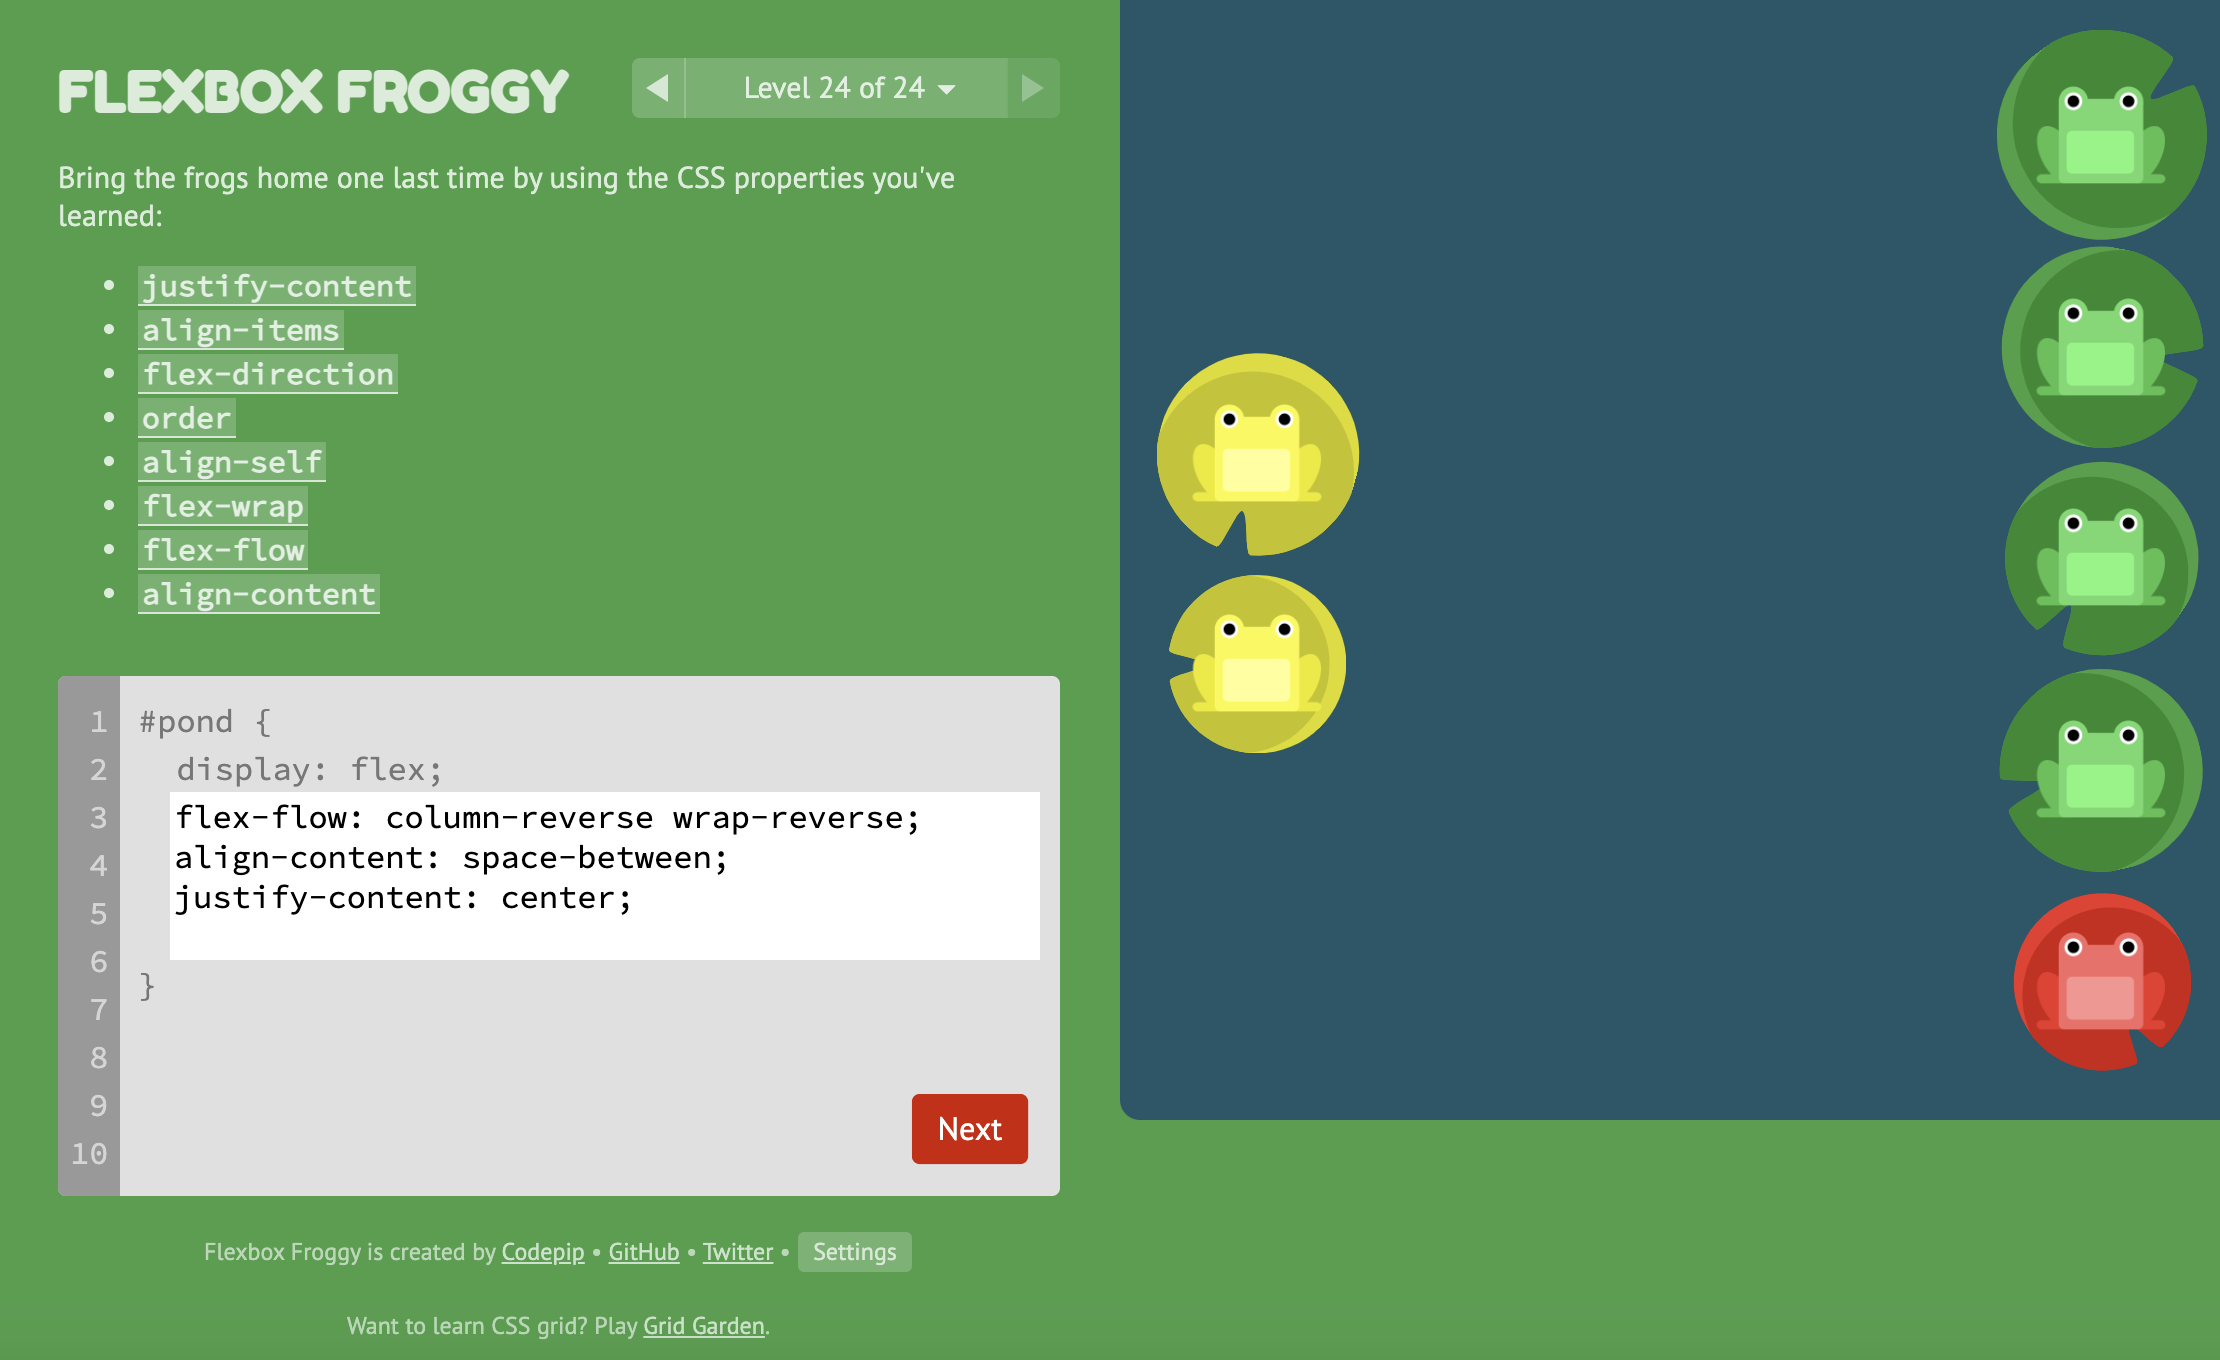 FLEXBOX FROGGY
Level 24 of 24
Bring the frogs home one last time by using the CSS properties you've
learned:
justify-content
align-items
flex-direction
order
align-self
flex-wrap
flex-flow
align-content
1 #pond {
2 display: flex;
3 flex-flow: column-reverse wrap-reverse;
4 align-content: space-between;
5 justify-content: center;
6
7 }
8
9
10
Next
Flexbox Froggy is created by Codepip • GitHub • Twitter • Settings
Want to learn CSS grid? Play Grid Garden.